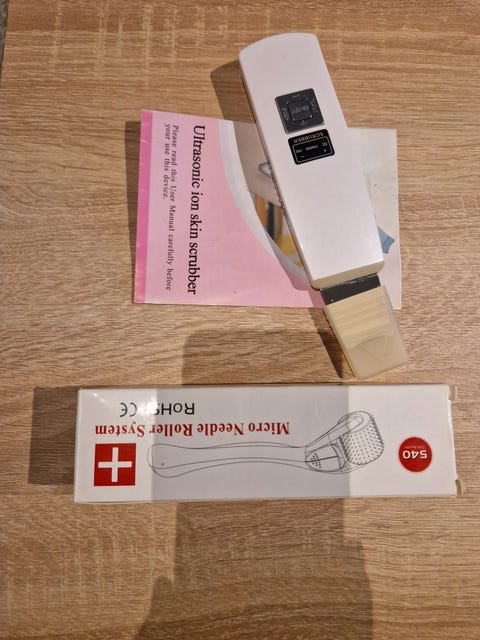 Ultrasonic ion skin scrubber
Please read this User Manual carefully before
your use this device.
SCRUBBER
Micro Needle Roller System
RoHS CE
540